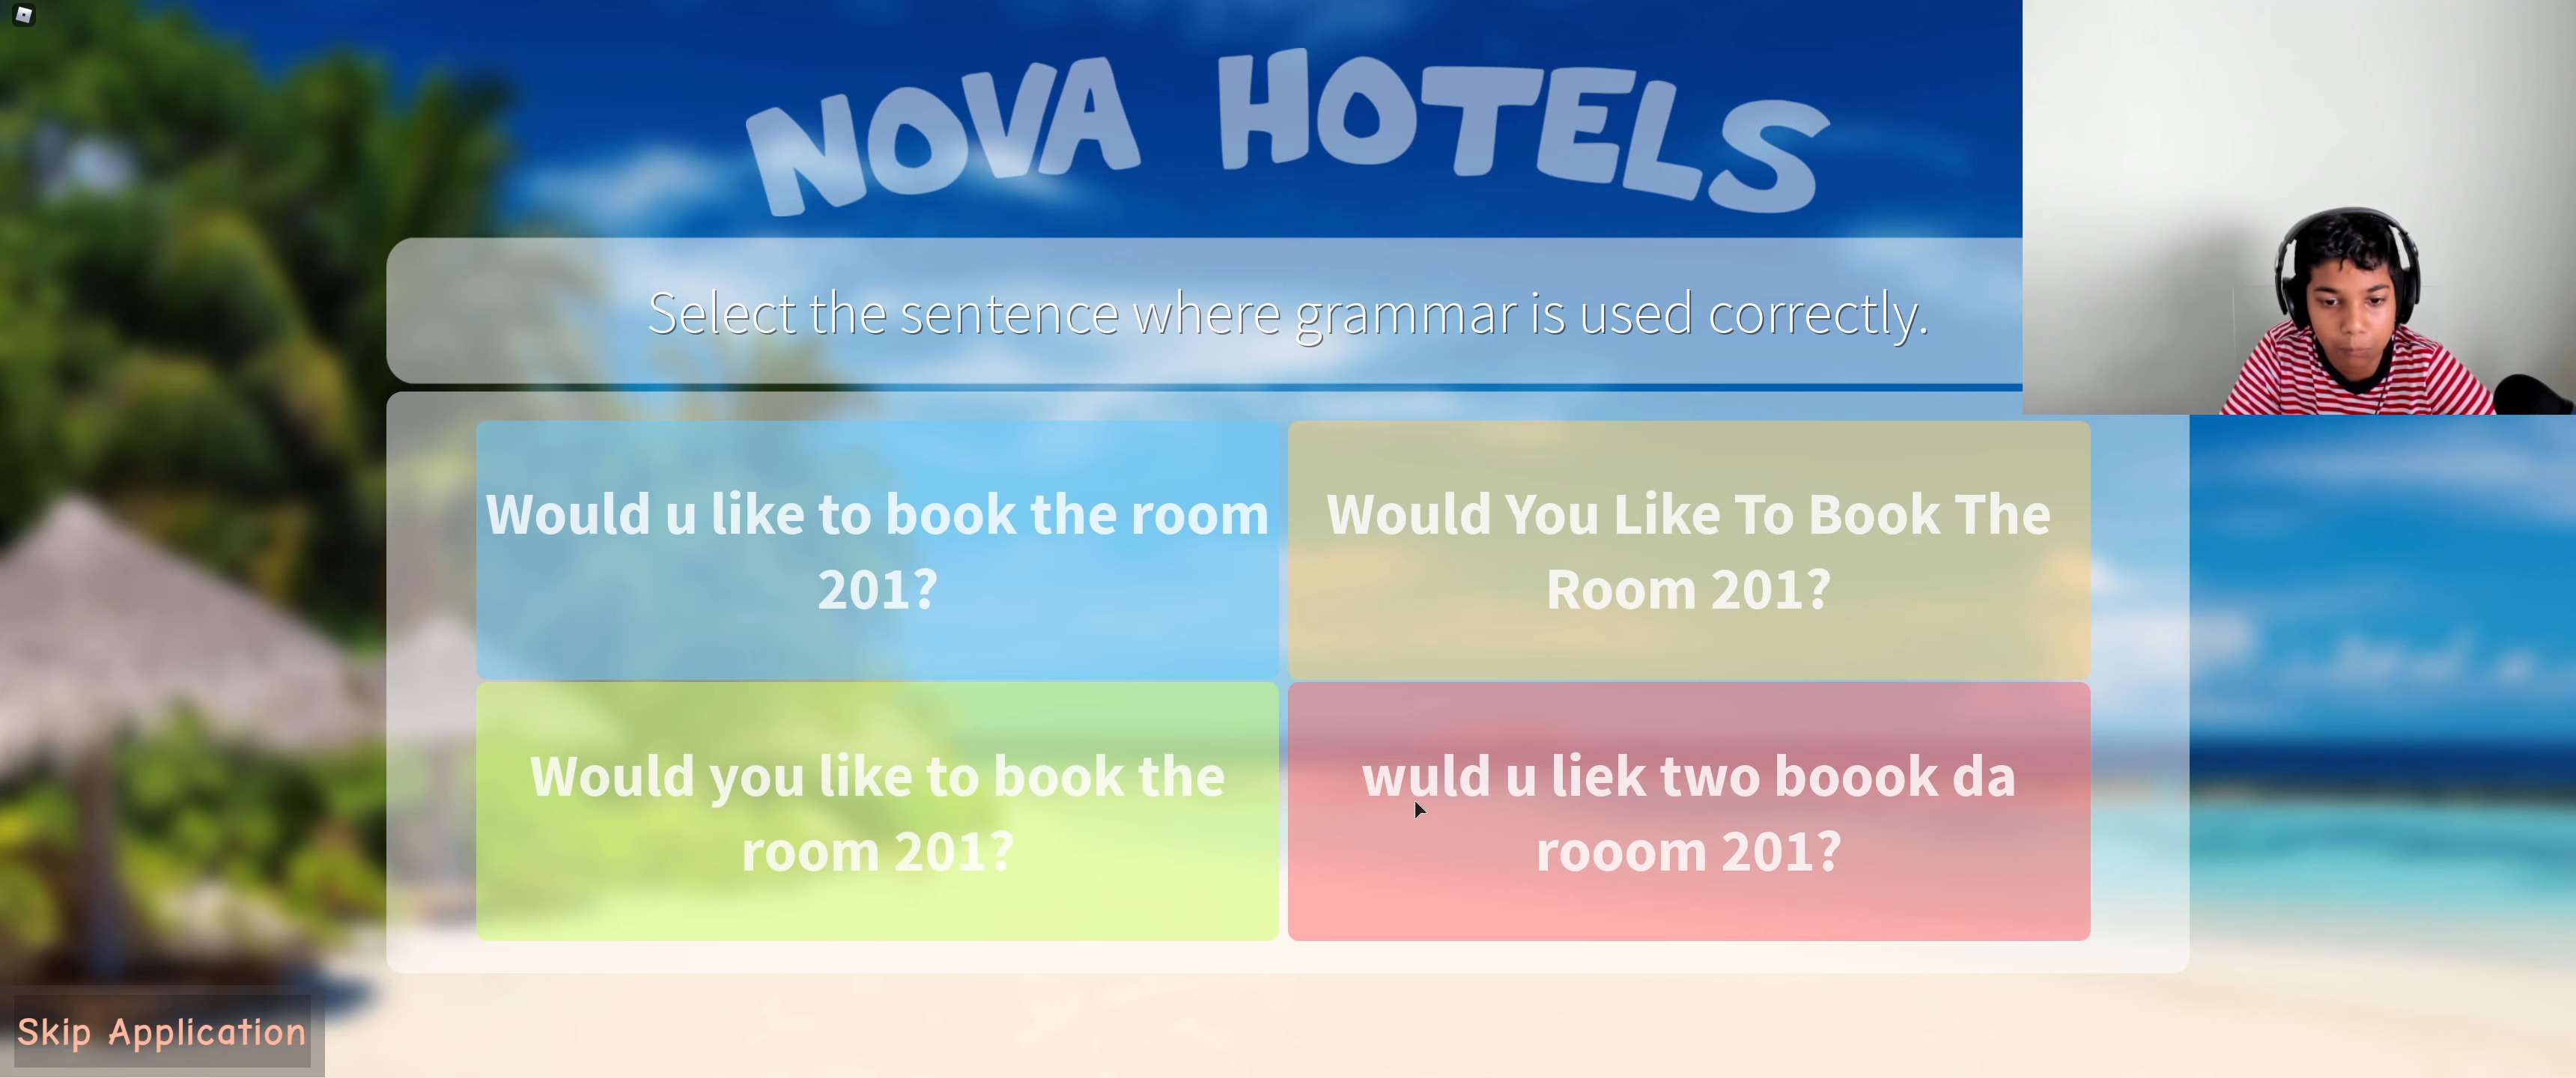 NOVA HOTELS
Select the sentence where grammar is used correctly.
Would u like to book the room
201?
Would You Like To Book The
Room 201?
Would you like to book the
room 201?
wuld u liek two boook da
rooom 201?
Skip Application